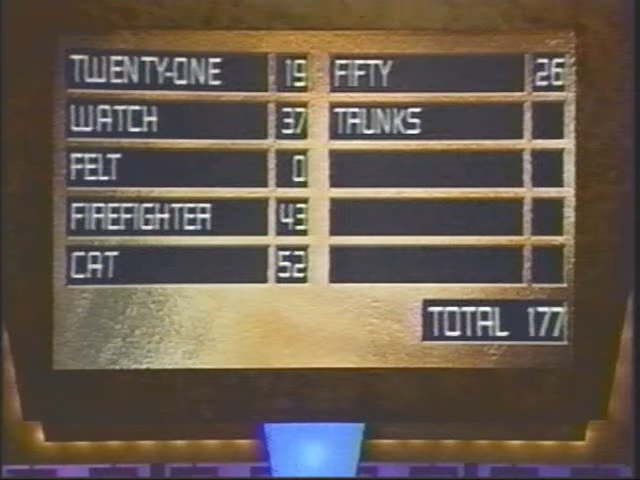 TWENTY-ONE 19
WATCH 37
FELT 0
FIREFIGHTER 43
CAT 52
FIFTY 26
TRUNKS
TOTAL 177